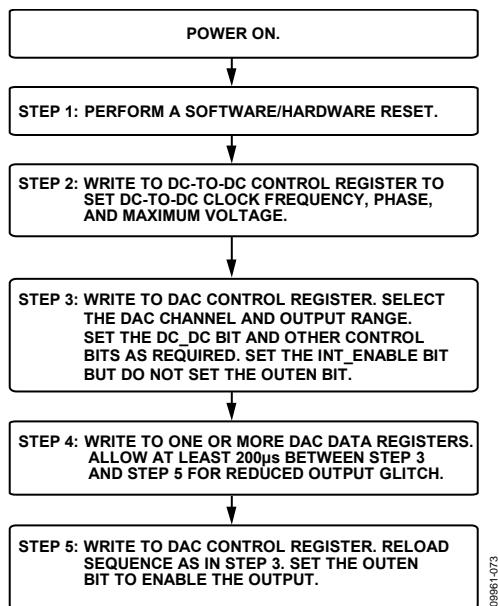 POWER ON.
STEP 1: PERFORM A SOFTWARE/HARDWARE RESET.
STEP 2: WRITE TO DC-TO-DC CONTROL REGISTER TO
SET DC-TO-DC CLOCK FREQUENCY, PHASE,
AND MAXIMUM VOLTAGE.
STEP 3: WRITE TO DAC CONTROL REGISTER. SELECT
THE DAC CHANNEL AND OUTPUT RANGE.
SET THE DC_DC BIT AND OTHER CONTROL
BITS AS REQUIRED. SET THE INT_ENABLE BIT
BUT DO NOT SET THE OUTEN BIT.
STEP 4: WRITE TO ONE OR MORE DAC DATA REGISTERS.
ALLOW AT LEAST 200µs BETWEEN STEP 3
AND STEP 5 FOR REDUCED OUTPUT GLITCH.
STEP 5: WRITE TO DAC CONTROL REGISTER. RELOAD
SEQUENCE AS IN STEP 3. SET THE OUTEN
BIT TO ENABLE THE OUTPUT.
09961-073